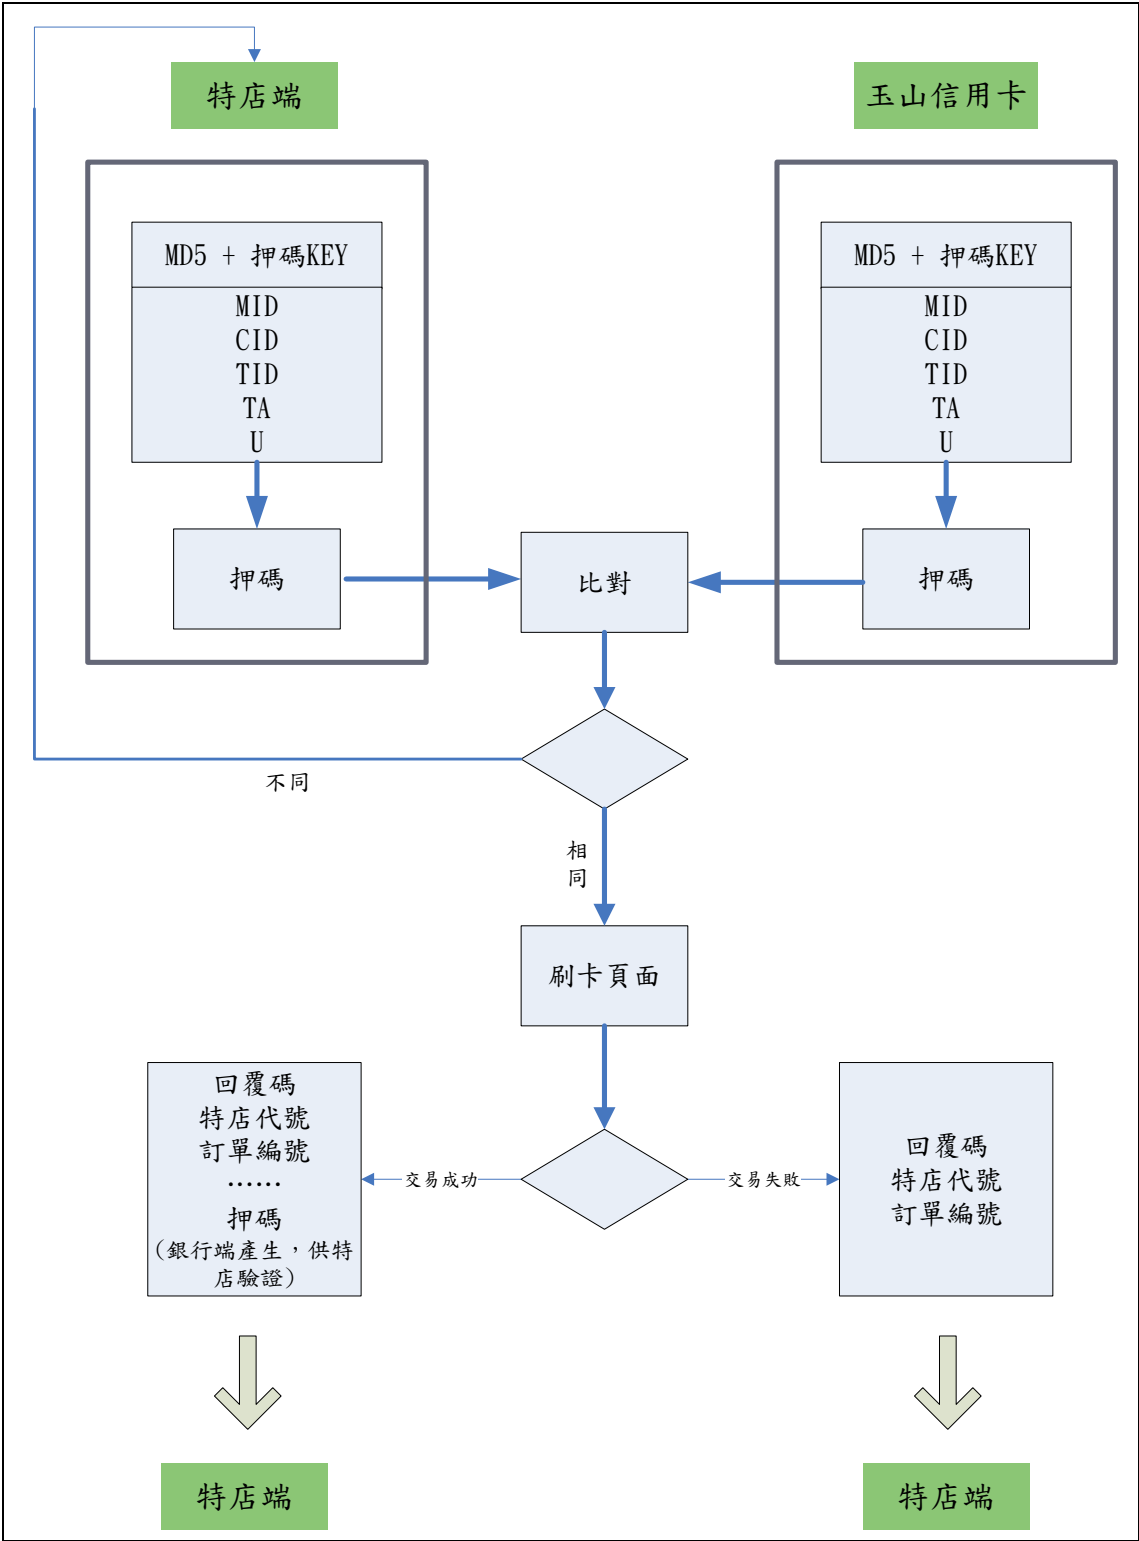 特店端
玉山信用卡
MD5 + 押碼KEY
MID
CID
TID
TA
U
押碼
MD5 + 押碼KEY
MID
CID
TID
TA
U
押碼
比對
不同
相
同
刷卡頁面
回覆碼
特店代號
訂單編號
......
押碼
(銀行端產生，供特
店驗證)
交易成功
交易失敗
回覆碼
特店代號
訂單編號
特店端
特店端